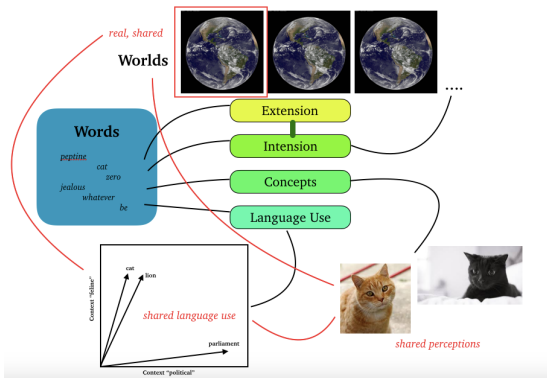 real, shared
Worlds
....
Extension
Words
Intension
peptine
cat
zero
Concepts
jealous
whatever
be
Language Use
cat
lion
Context "feline"
shared language use
parliament
Context "political"
shared perceptions